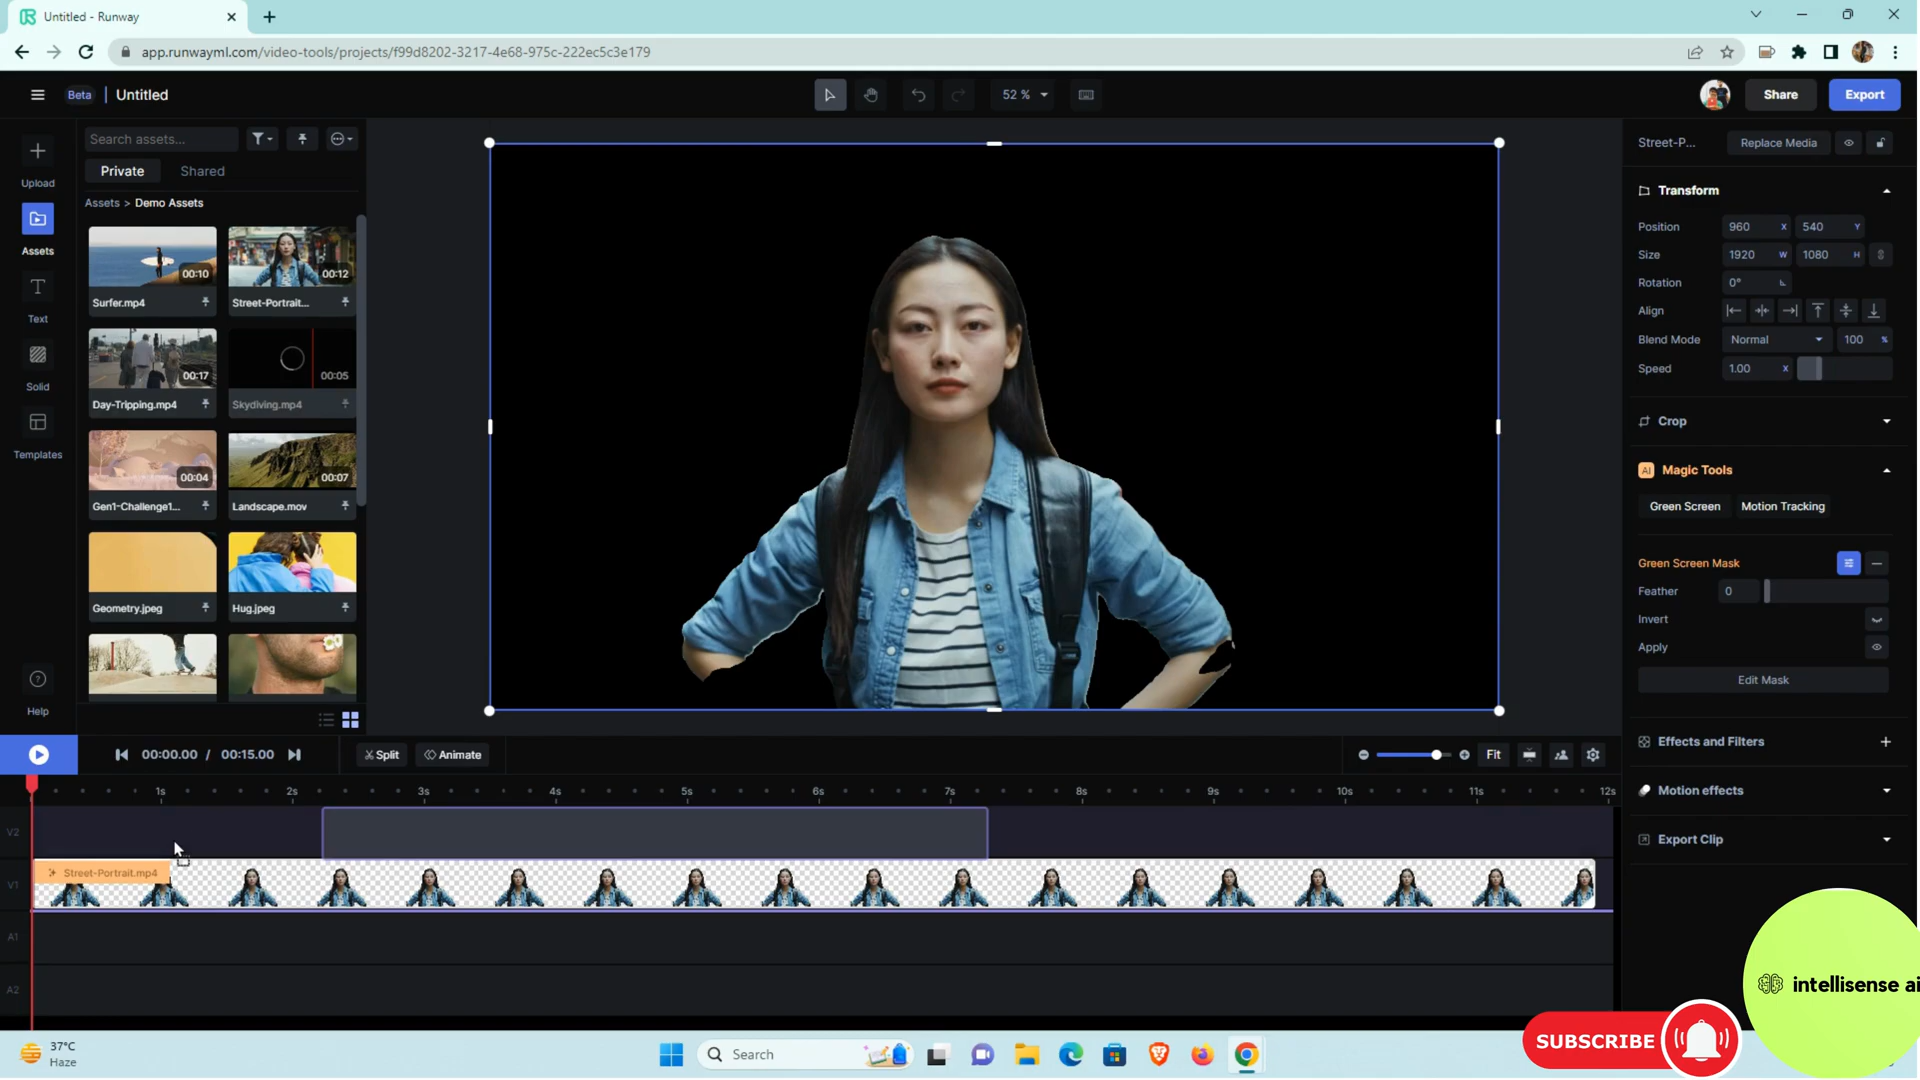 Untitled - Runway
app.runwayml.com/video-tools/projects/f99d8202-3217-4e68-975c-222ec5c3e179
Beta | Untitled
52 %
Share
Export
Search assets...
Private
Shared
Assets > Demo Assets
Upload
Assets
Text
Solid
Templates
Help
00:10
Surfer.mp4
00:12
Street-Portrait...
00:17
Day-Tripping.mp4
00:05
Skydiving.mp4
00:04
Gen1-Challenge1...
00:07
Landscape.mov
Geometry.jpeg
Hug.jpeg
Street-P...
Replace Media
Transform
Position 960 X 540 Y
Size 1920 W 1080 H
Rotation 0°
Align
Blend Mode Normal 100 %
Speed 1.00 X
Crop
AI Magic Tools
Green Screen
Motion Tracking
Green Screen Mask
Feather 0
Invert
Apply
Edit Mask
Effects and Filters
Motion effects
Export Clip
00:00.00 / 00:15.00
Split
Animate
Fit
1s 2s 3s 4s 5s 6s 7s 8s 9s 10s 11s 12s
V2
V1
Street-Portrait.mp4
A1
A2
intellisense ai
SUBSCRIBE
37°C
Haze
Search